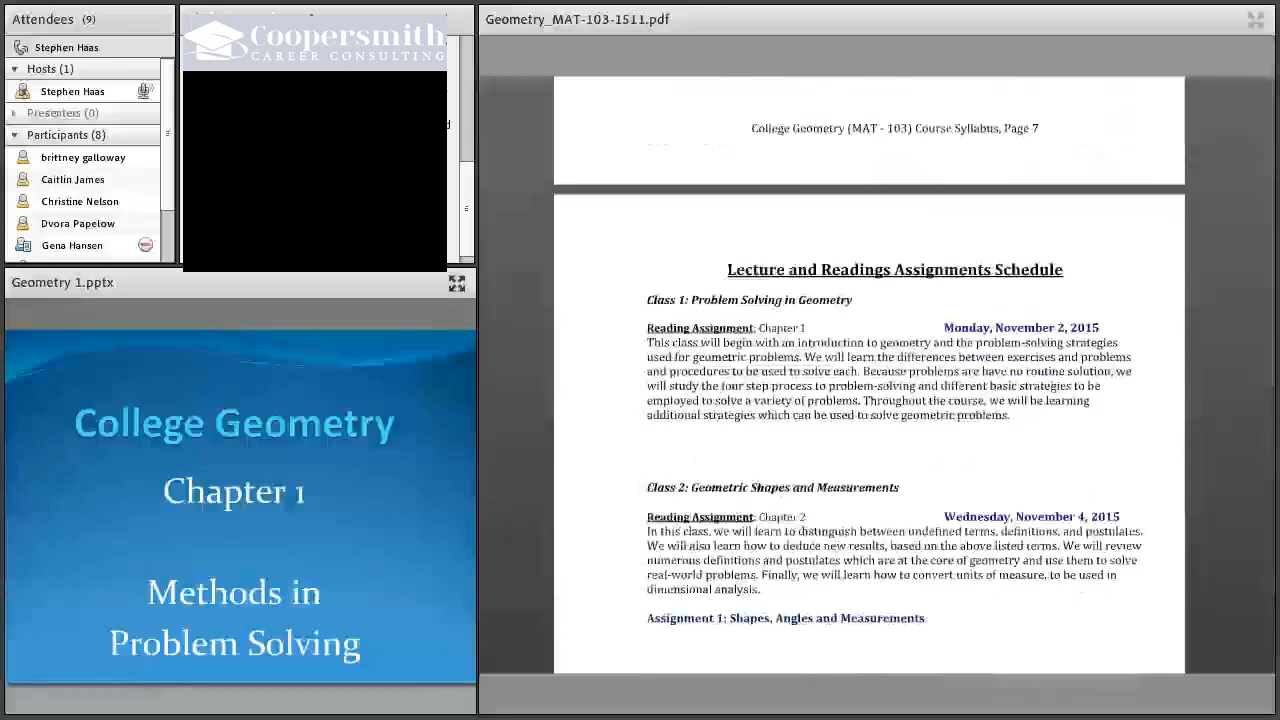 Attendees (9)
Stephen Haas
Hosts (1)
Stephen Haas
Presenters (0)
Participants (8)
brittney galloway
Caitlin James
Christine Nelson
Dvora Papelow
Gena Hansen
Coopersmith
CAREER CONSULTING
Geometry 1.pptx
College Geometry
Chapter 1
Methods in
Problem Solving
Geometry_MAT-103-1511.pdf
College Geometry (MAT - 103) Course Syllabus, Page 7
Lecture and Readings Assignments Schedule
Class 1: Problem Solving in Geometry
Reading Assignment: Chapter 1 Monday, November 2, 2015
This class will begin with an introduction to geometry and the problem-solving strategies
used for geometric problems. We will learn the differences between exercises and problems
and procedures to be used to solve each. Because problems are have no routine solution, we
will study the four step process to problem-solving and different basic strategies to be
employed to solve a variety of problems. Throughout the course, we will be learning
additional strategies which can be used to solve geometric problems.
Class 2: Geometric Shapes and Measurements
Reading Assignment: Chapter 2 Wednesday, November 4, 2015
In this class, we will learn to distinguish between undefined terms, definitions, and postulates.
We will also learn how to deduce new results, based on the above listed terms. We will review
numerous definitions and postulates which are at the core of geometry and use them to solve
real-world problems. Finally, we will learn how to convert units of measure, to be used in
dimensional analysis.
Assignment 1: Shapes, Angles and Measurements